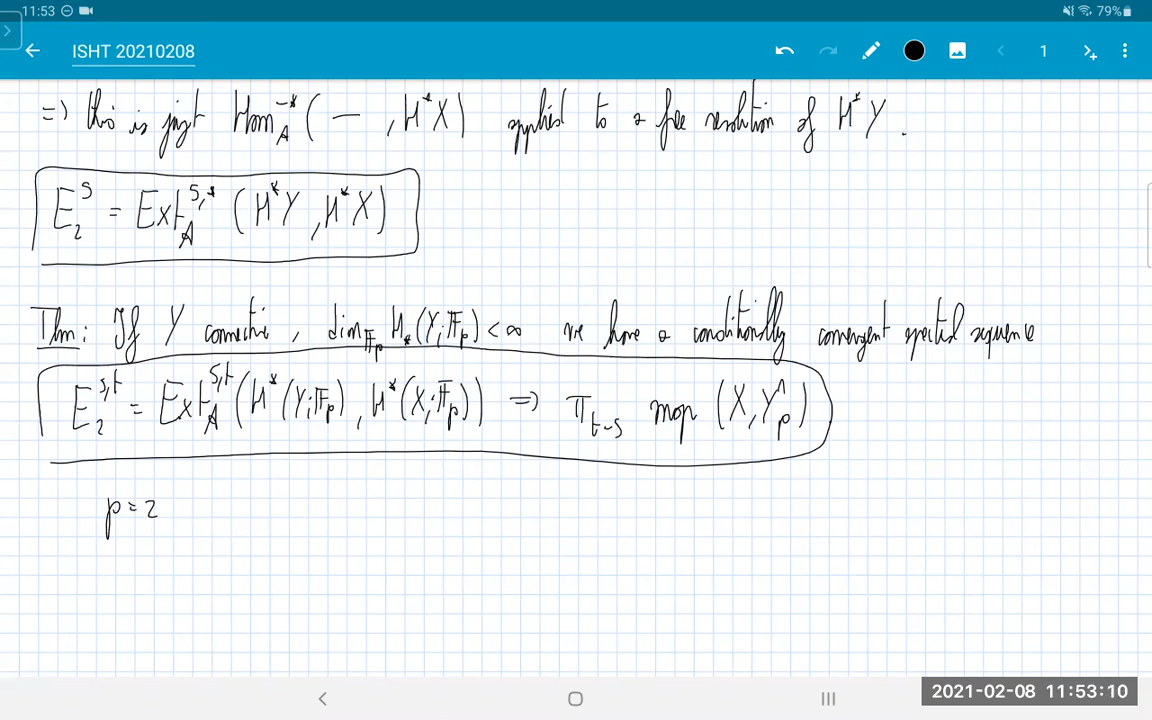 11:53 79%
ISHT 20210208 1
=) this is just Hom_A^{-*} ( — , H^*X) applied to a free resolution of H^*Y .
E_2^s = Ext_A^{s,*} (H^*Y, H^*X)
Thm: If Y connective, dim_{𝔽_p} H_*(Y;𝔽_p) < ∞ we have a conditionally convergent spectral sequence
E_2^{s,t} = Ext_A^{s,t} (H^*(Y;𝔽_p), H^*(X;𝔽_p)) => π_{t-s} map (X, Y_p^∧)
p = 2
2021-02-08 11:53:10